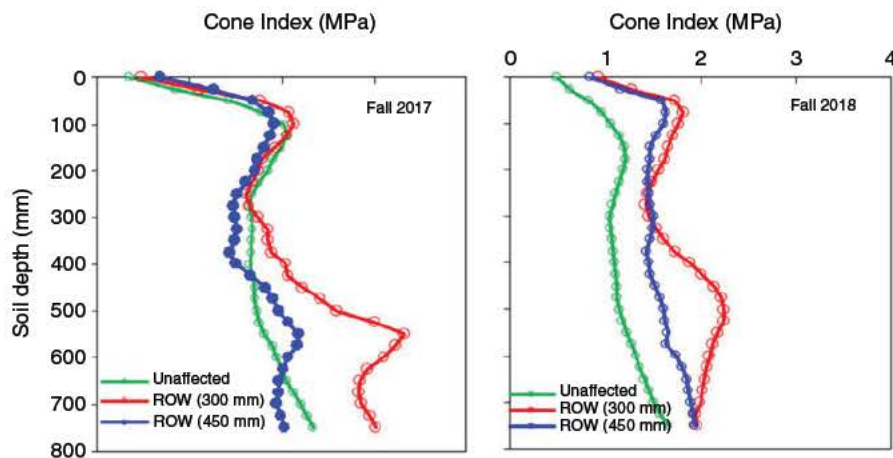 Cone Index (MPa)
Cone Index (MPa)
0 1 2 3 4
Soil depth (mm)
0
100
200
300
400
500
600
700
800
Fall 2017
Fall 2018
Unaffected
ROW (300 mm)
ROW (450 mm)
Unaffected
ROW (300 mm)
ROW (450 mm)